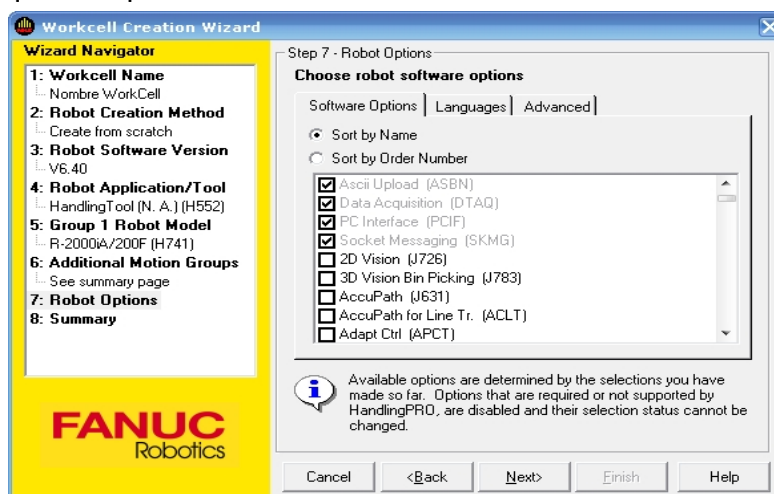 Workcell Creation Wizard
Wizard Navigator
1: Workcell Name
Nombre WorkCell
2: Robot Creation Method
Create from scratch
3: Robot Software Version
V6.40
4: Robot Application/Tool
HandlingTool (N. A.) (H552)
5: Group 1 Robot Model
R-2000iA/200F (H741)
6: Additional Motion Groups
See summary page
7: Robot Options
8: Summary
FANUC
Robotics
Step 7 - Robot Options
Choose robot software options
Software Options Languages Advanced
Sort by Name
Sort by Order Number
Ascii Upload (ASBN)
Data Acquisition (DTAQ)
PC Interface (PCIF)
Socket Messaging (SKMG)
2D Vision (J726)
3D Vision Bin Picking (J783)
AccuPath (J631)
AccuPath for Line Tr. (ACLT)
Adapt Ctrl (APCT)
Available options are determined by the selections you have
made so far. Options that are required or not supported by
HandlingPRO, are disabled and their selection status cannot be
changed.
Cancel <Back Next> Finish Help